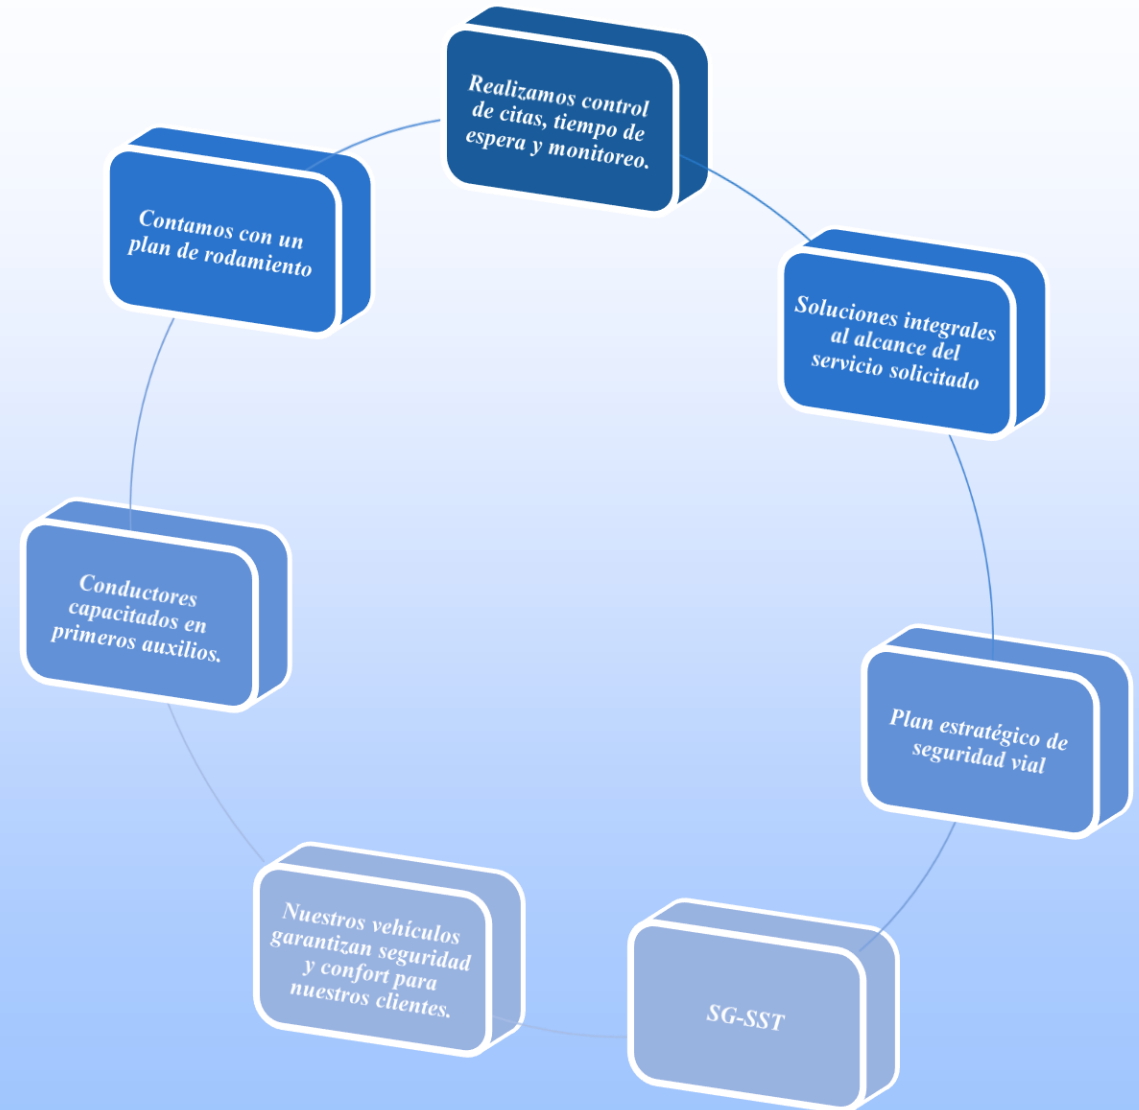 Realizamos control
de citas, tiempo de
espera y monitoreo.
Soluciones integrales
al alcance del
servicio solicitado
Plan estratégico de
seguridad vial
SG-SST
Nuestros vehículos
garantizan seguridad
y confort para
nuestros clientes.
Conductores
capacitados en
primeros auxilios.
Contamos con un
plan de rodamiento